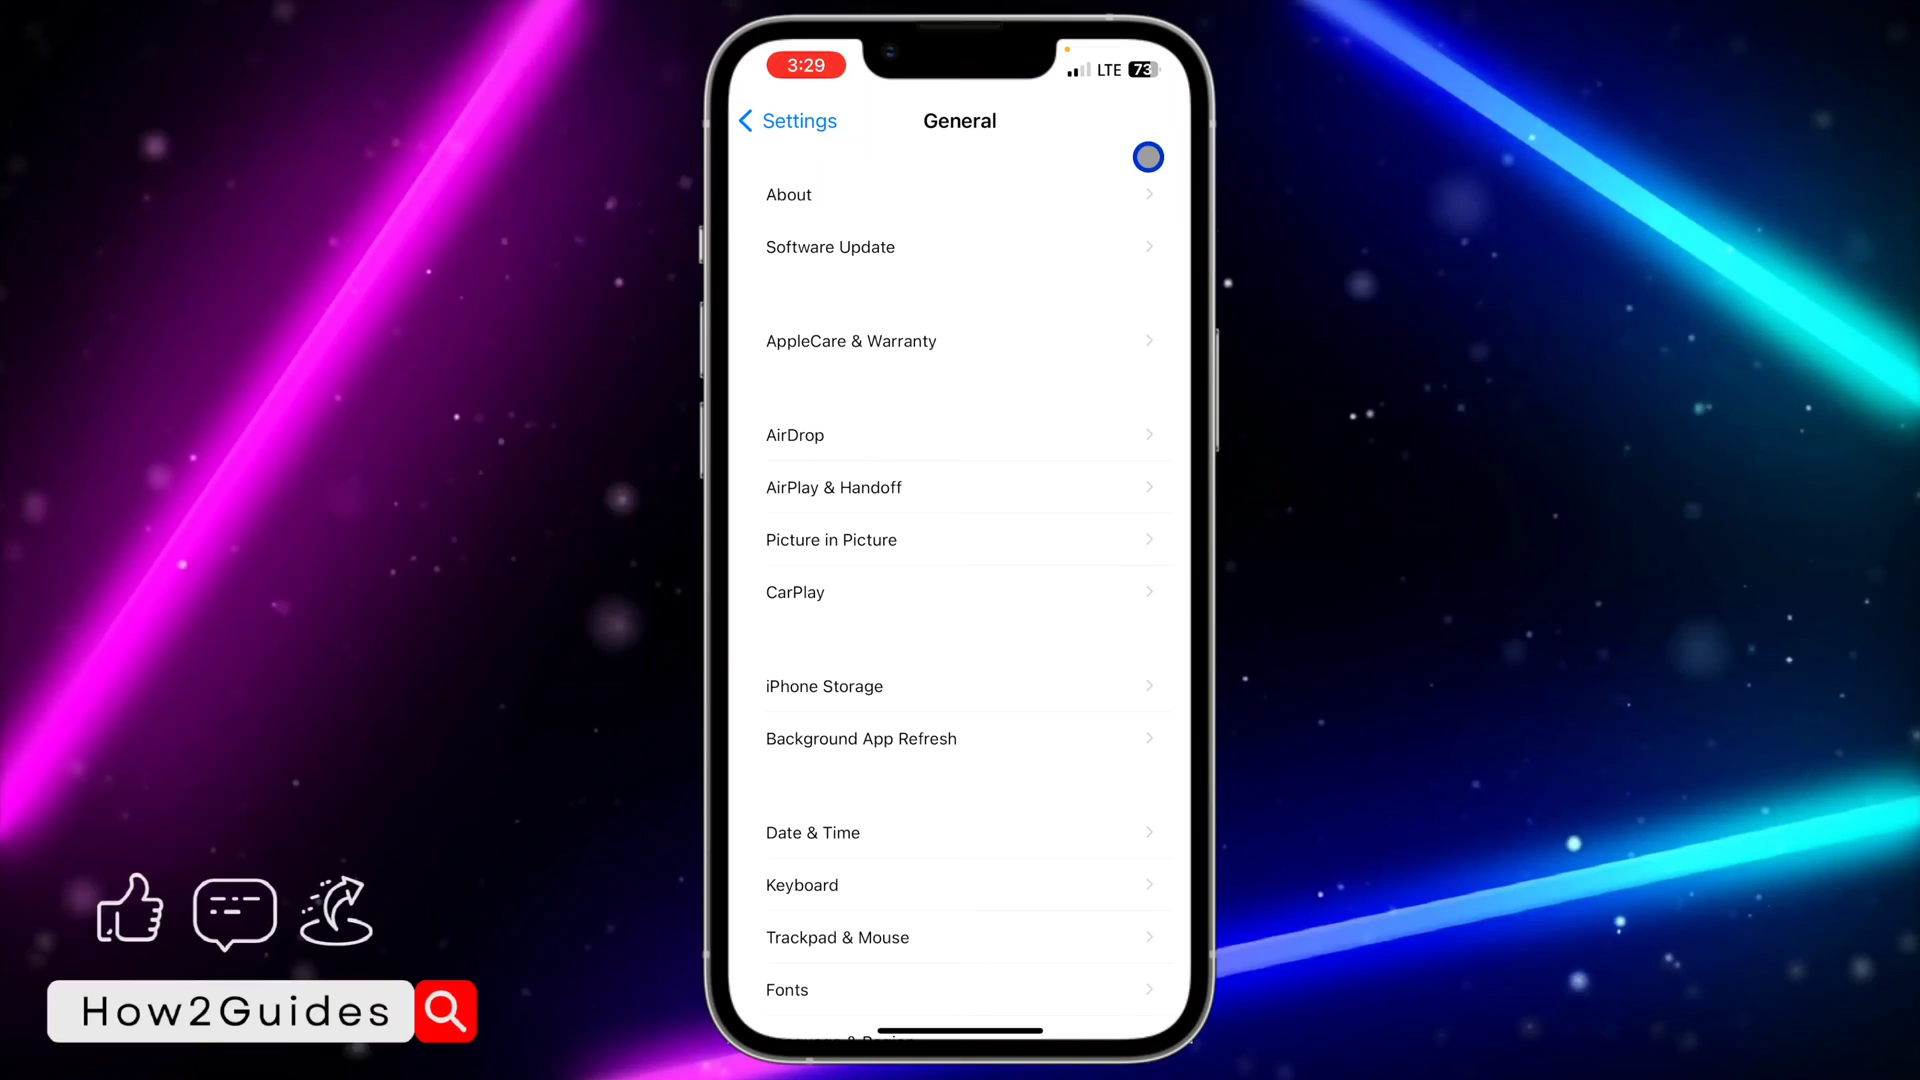 3:29
LTE 73
Settings
General
About
Software Update
AppleCare & Warranty
AirDrop
AirPlay & Handoff
Picture in Picture
CarPlay
iPhone Storage
Background App Refresh
Date & Time
Keyboard
Trackpad & Mouse
Fonts
How2Guides